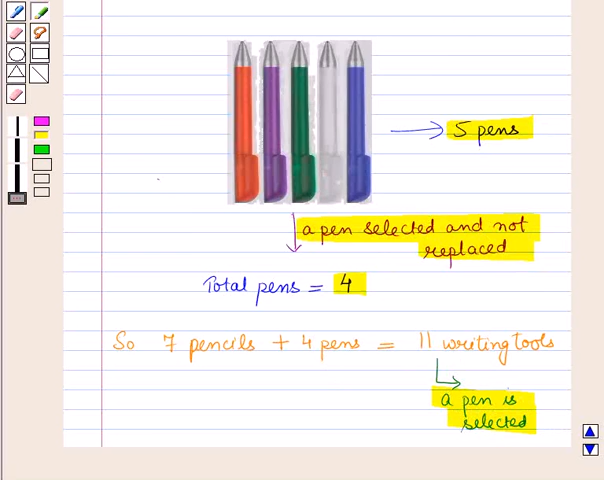 5 pens
a pen selected and not
replaced
Total pens = 4
So 7 pencils + 4 pens = 11 writing tools
a pen is
selected